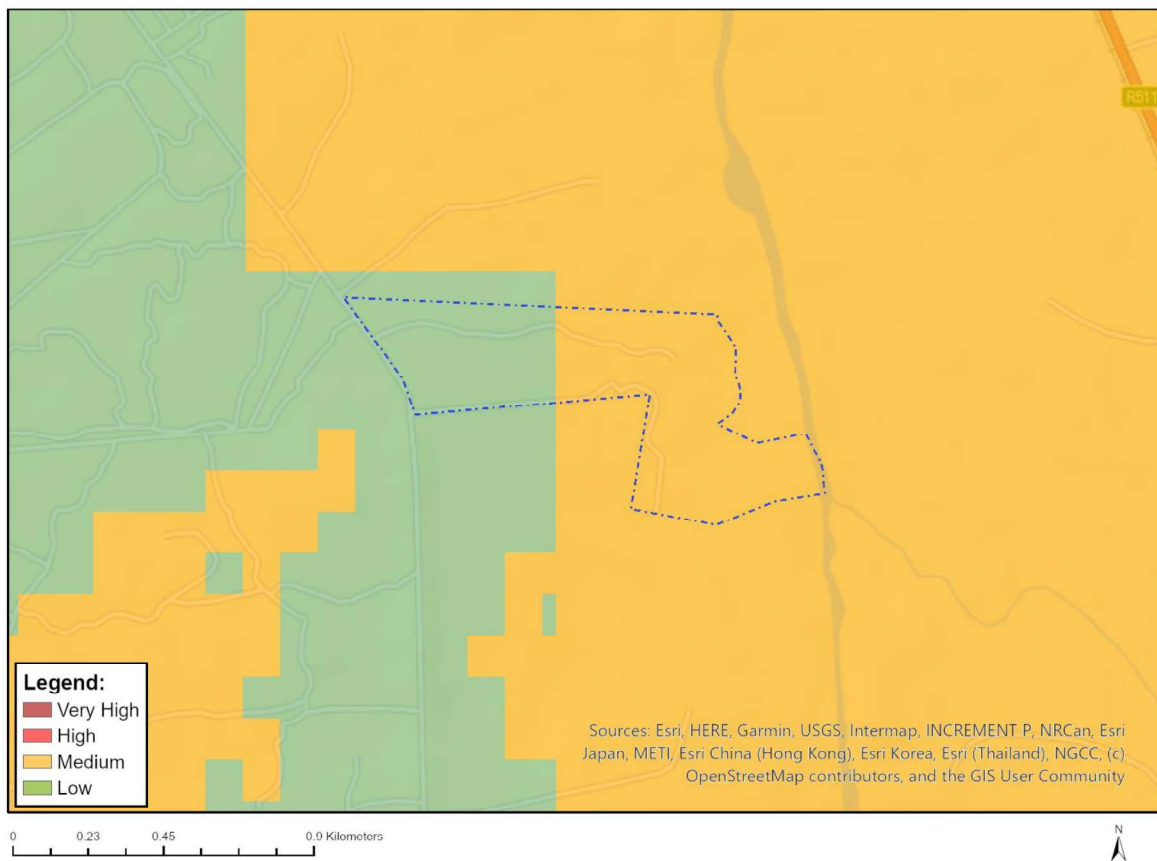 R511
Legend:
Very High
High
Medium
Low
Sources: Esri, HERE, Garmin, USGS, Intermap, INCREMENT P, NRCan, Esri
Japan, METI, Esri China (Hong Kong), Esri Korea, Esri (Thailand), NGCC, (c)
OpenStreetMap contributors, and the GIS User Community
0 0.23 0.45 0.9 Kilometers
N